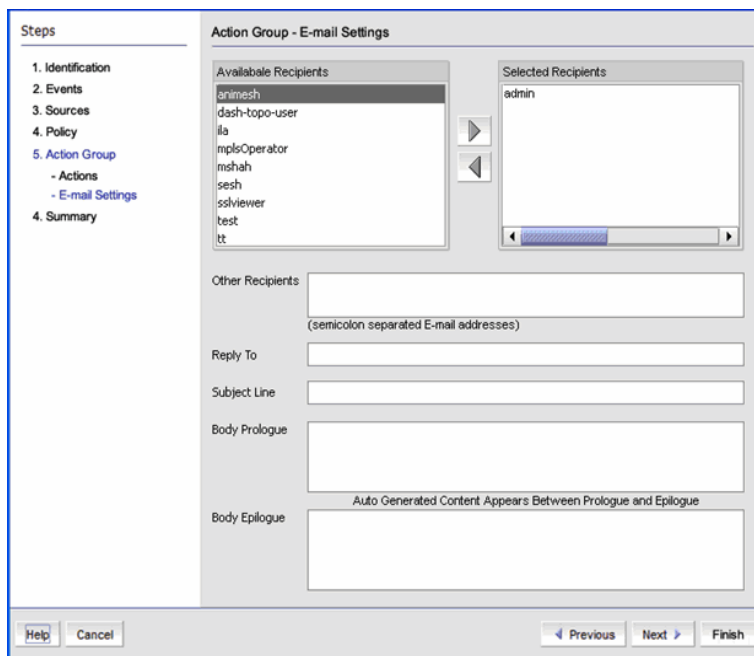 Steps
1. Identification
2. Events
3. Sources
4. Policy
5. Action Group
- Actions
- E-mail Settings
4. Summary
Action Group - E-mail Settings
Availabale Recipients
animesh
dash-topo-user
ila
mplsOperator
mshah
sesh
sslviewer
test
tt
Selected Recipients
admin
Other Recipients
(semicolon separated E-mail addresses)
Reply To
Subject Line
Body Prologue
Auto Generated Content Appears Between Prologue and Epilogue
Body Epilogue
Help
Cancel
Previous
Next
Finish